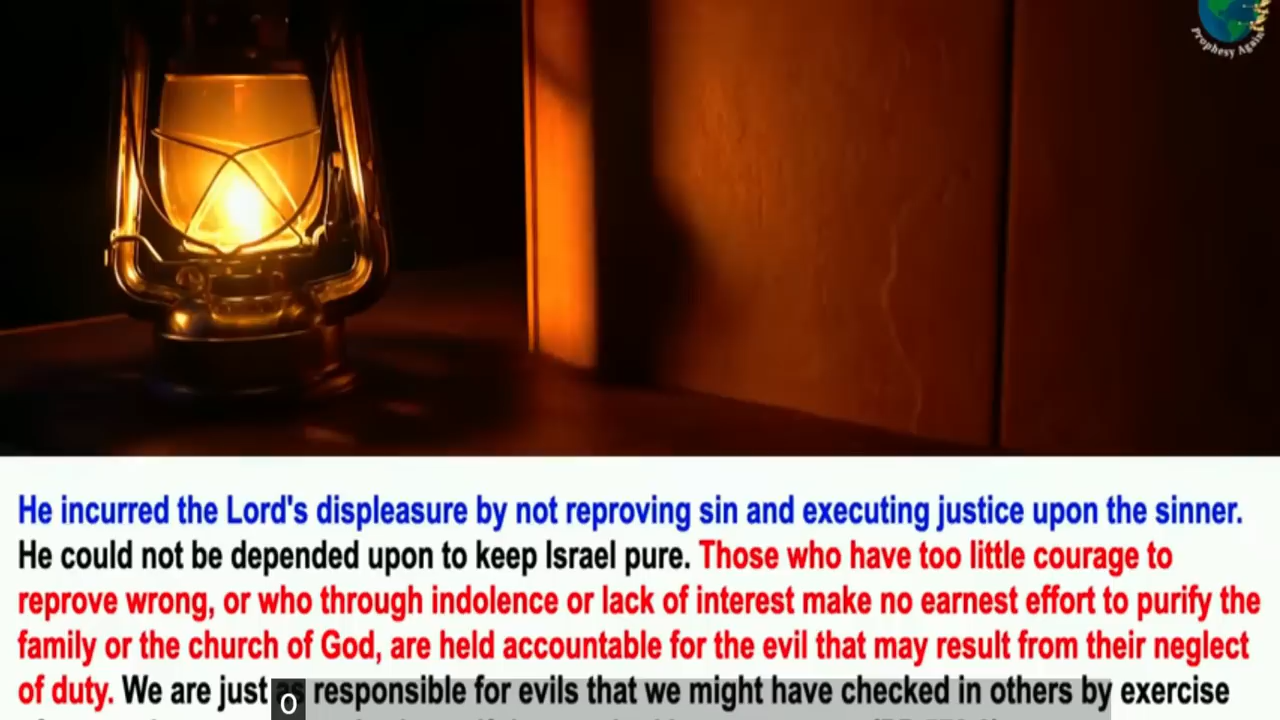 Prophesy Again
He incurred the Lord's displeasure by not reproving sin and executing justice upon the sinner.
He could not be depended upon to keep Israel pure. Those who have too little courage to
reprove wrong, or who through indolence or lack of interest make no earnest effort to purify the
family or the church of God, are held accountable for the evil that may result from their neglect
of duty. We are just as responsible for evils that we might have checked in others by exercise
o